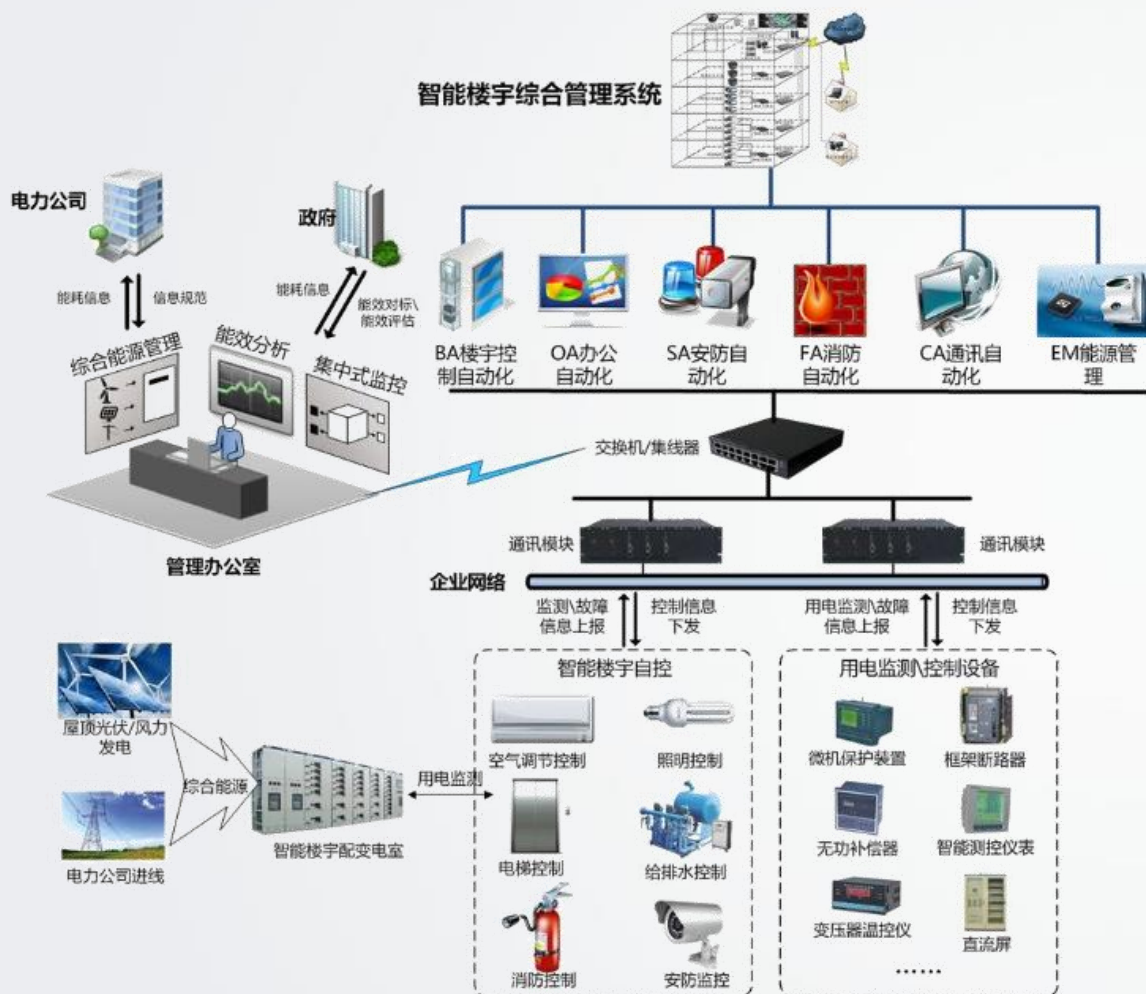 智能楼宇综合管理系统
电力公司
政府
能耗信息
信息规范
能耗信息
能效对标\
能效评估
综合能源管理
能效分析
集中式监控
管理办公室
BA楼宇控
制自动化
OA办公
自动化
SA安防自
动化
FA消防
自动化
CA通讯自
动化
EM能源管
理
交换机/集线器
通讯模块
通讯模块
企业网络
监测\故障
信息上报
控制信息
下发
用电监测\故障
信息上报
控制信息
下发
屋顶光伏/风力
发电
综合能源
电力公司进线
智能楼宇配变电室
用电监测
智能楼宇自控
空气调节控制
照明控制
电梯控制
给排水控制
消防控制
安防监控
用电监测\控制设备
微机保护装置
框架断路器
无功补偿器
智能测控仪表
变压器温控仪
直流屏
……